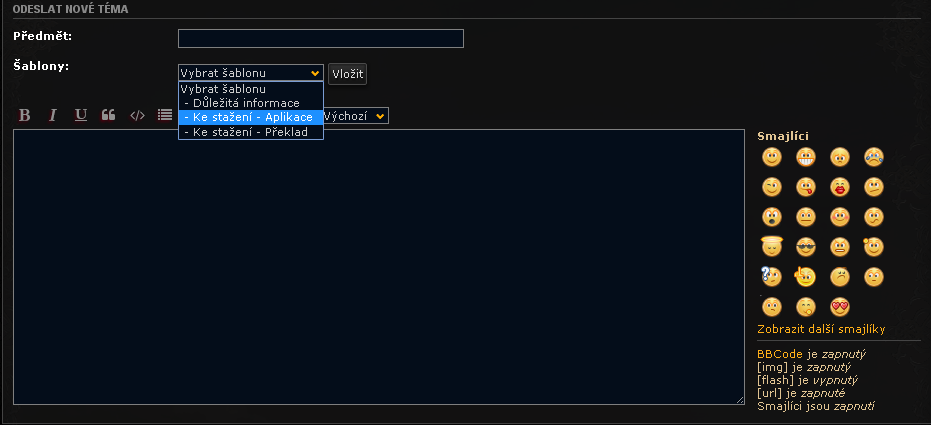 ODESLAT NOVÉ TÉMA
Předmět:
Šablony:
Vybrat šablonu
Vložit
Vybrat šablonu
- Důležitá informace
- Ke stažení - Aplikace
- Ke stažení - Překlad
B I U
Výchozí
Smajlíci
Zobrazit další smajlíky
BBCode je zapnutý
[img] je zapnutý
[flash] je vypnutý
[url] je zapnuté
Smajlíci jsou zapnutí